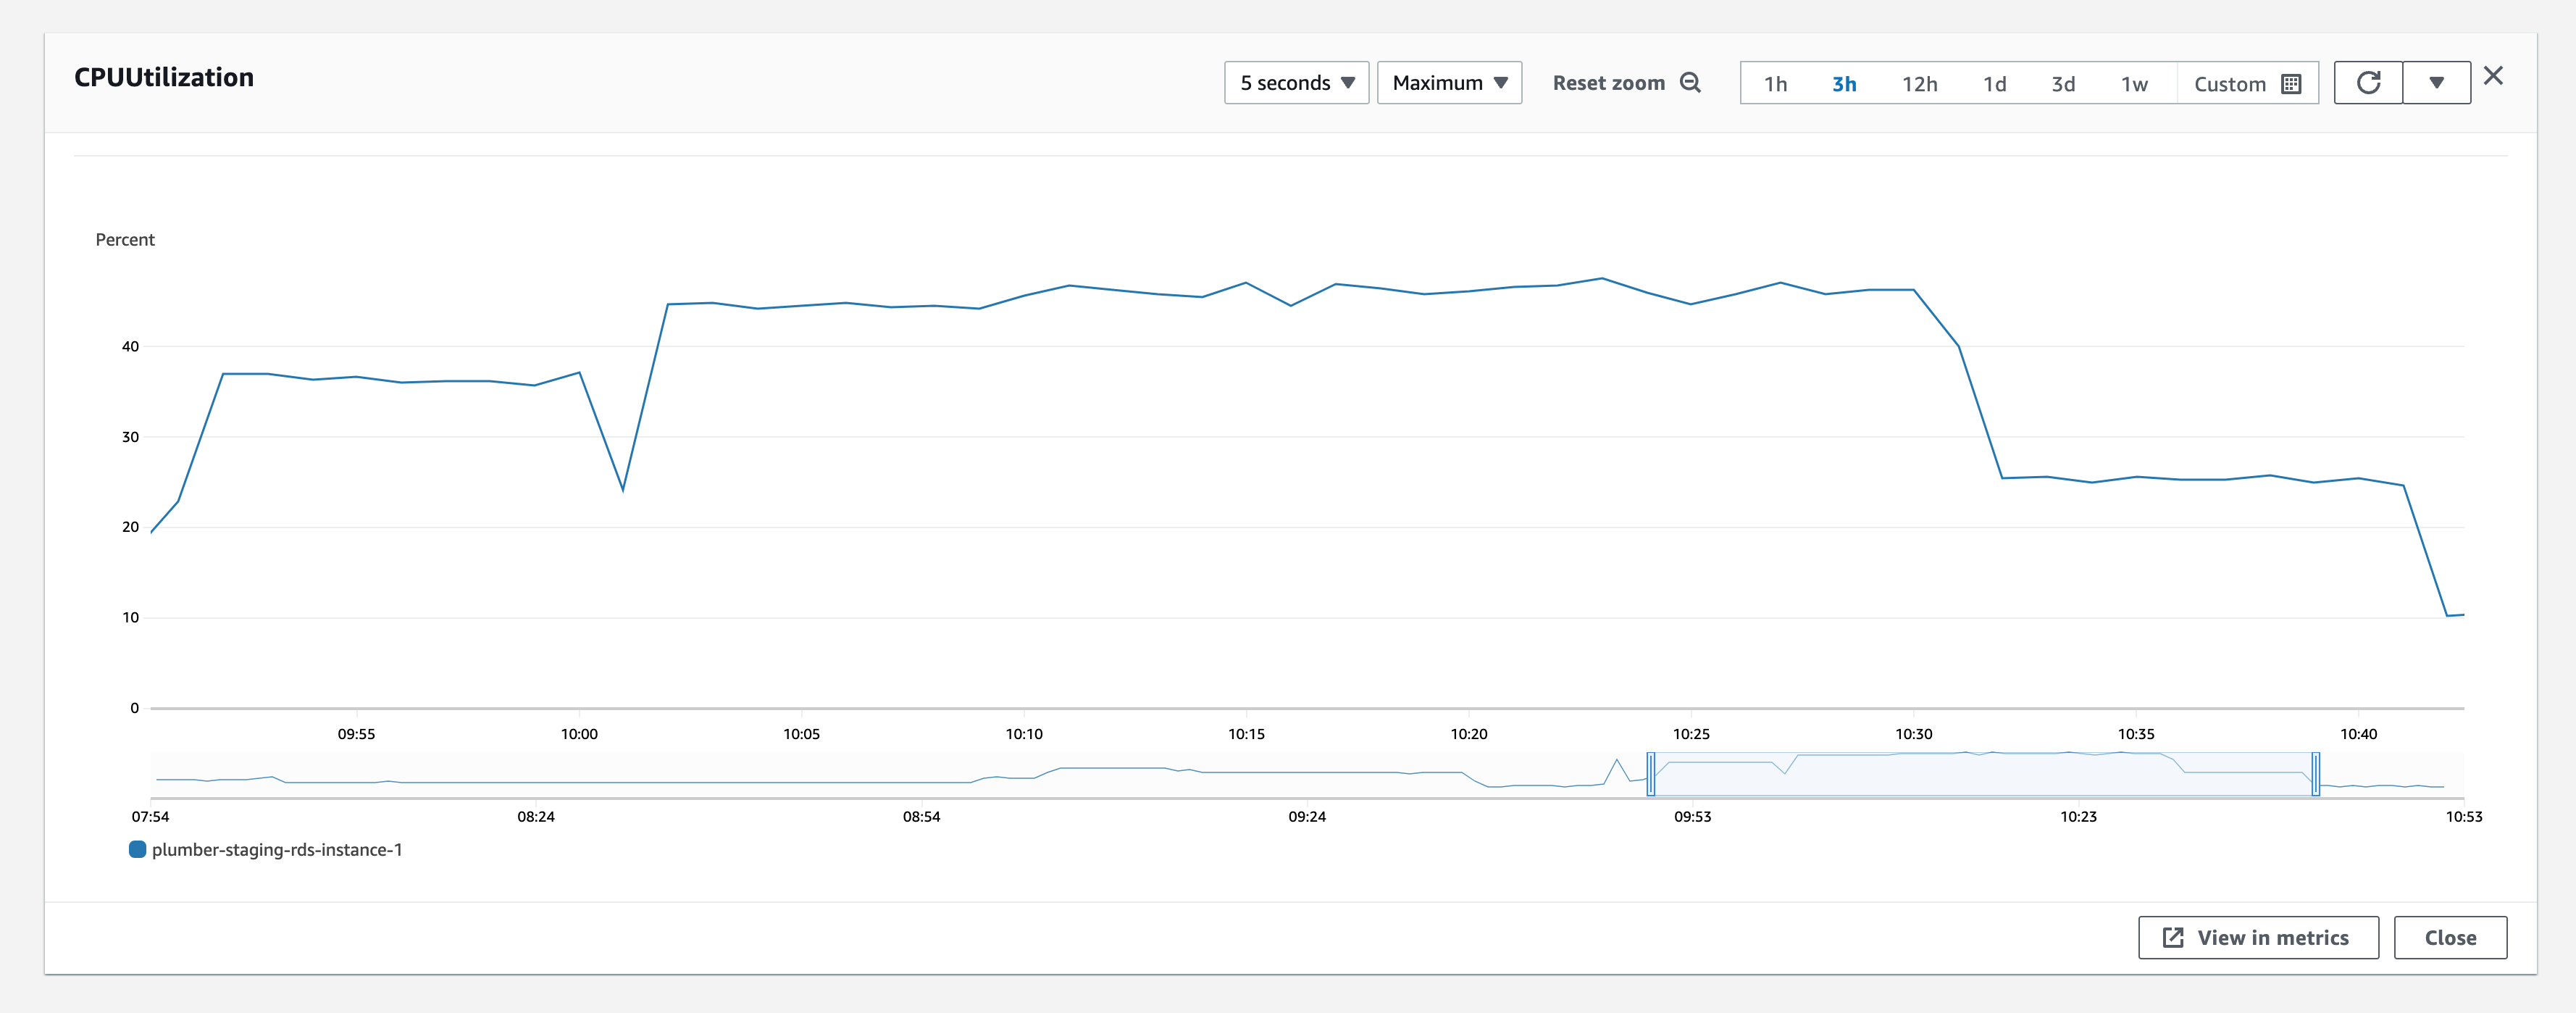 CPUUtilization
5 seconds Maximum Reset zoom 1h 3h 12h 1d 3d 1w Custom
Percent
40
30
20
10
0
09:55 10:00 10:05 10:10 10:15 10:20 10:25 10:30 10:35 10:40
07:54 08:24 08:54 09:24 09:53 10:23 10:53
plumber-staging-rds-instance-1
View in metrics Close